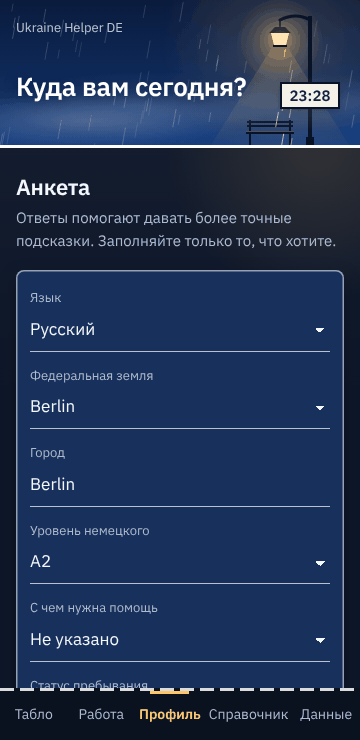 Ukraine Helper DE
Куда вам сегодня?
23:28
Анкета
Ответы помогают давать более точные
подсказки. Заполняйте только то, что хотите.
Язык
Русский
Федеральная земля
Berlin
Город
Berlin
Уровень немецкого
A2
С чем нужна помощь
Не указано
Статус пребывания
Табло Работа Профиль Справочник Данные